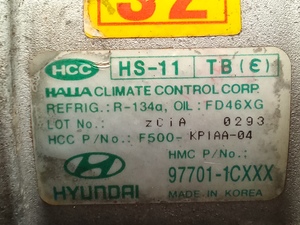 32
HCC HS-11 TB(E)
HALLA CLIMATE CONTROL CORP.
REFRIG.: R-134a, OIL: FD46XG
LOT No.: zC1A 0293
HCC P/No.: F500-KP1AA-04
HMC P/No.:
HYUNDAI 97701-1CXXX
MADE IN KOREA